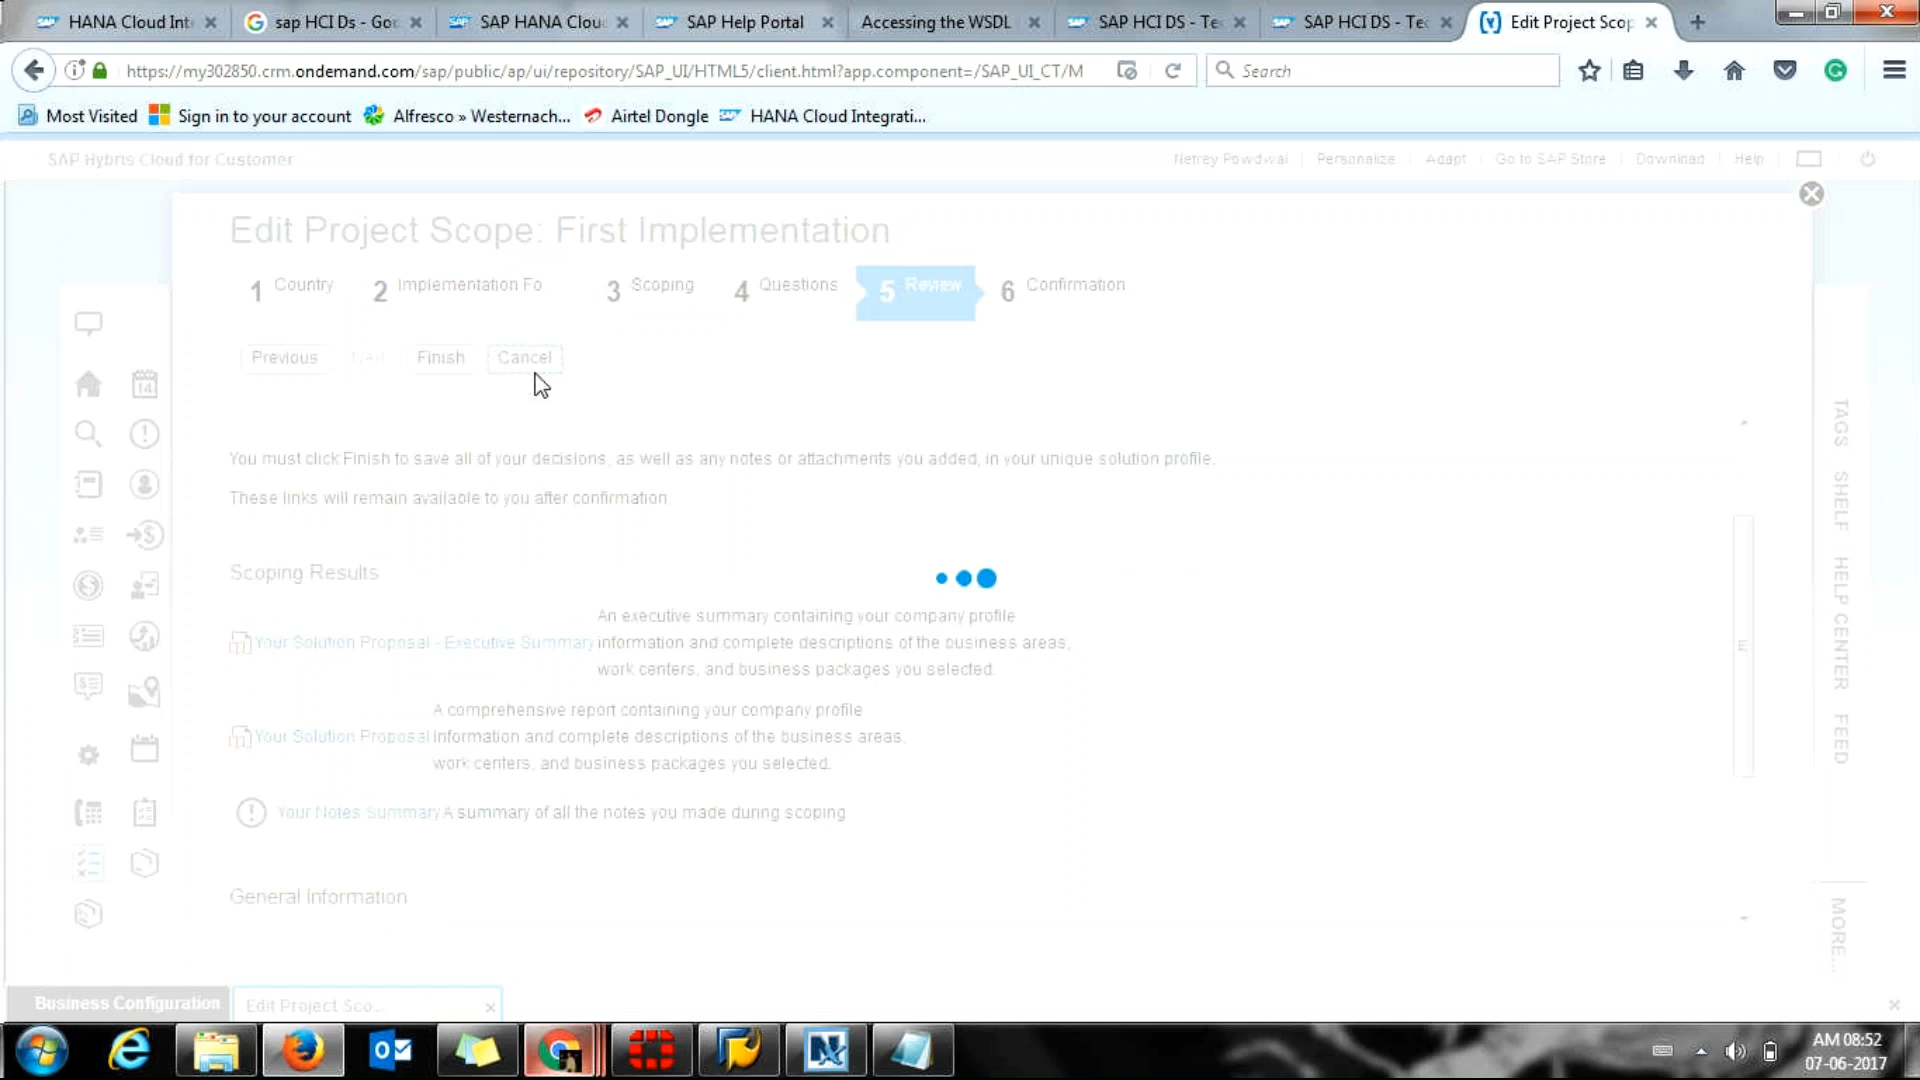 HANA Cloud Int
sap HCI Ds - Goo
SAP HANA Clou
SAP Help Portal
Accessing the WSDL
SAP HCI DS - Te
SAP HCI DS - Tec
Edit Project Scop
https://my302850.crm.ondemand.com/sap/public/ap/ui/repository/SAP_UI/HTML5/client.html?app.component=/SAP_UI_CT/M
Search
Most Visited
Sign in to your account
Alfresco » Westernach...
Airtel Dongle
HANA Cloud Integrati...
SAP Hybris Cloud for Customer
Netrey Powdwal
Personalize
Adapt
Go to SAP Store
Download
Help
Edit Project Scope: First Implementation
1 Country
2 Implementation Fo
3 Scoping
4 Questions
5 Review
6 Confirmation
Previous
Next
Finish
Cancel
14
You must click Finish to save all of your decisions, as well as any notes or attachments you added, in your unique solution profile.
These links will remain available to you after confirmation.
Scoping Results
An executive summary containing your company profile
Your Solution Proposal - Executive Summary information and complete descriptions of the business areas,
work centers, and business packages you selected.
A comprehensive report containing your company profile
Your Solution Proposal information and complete descriptions of the business areas,
work centers, and business packages you selected.
Your Notes Summary A summary of all the notes you made during scoping
General Information
TAGS
SHELF
HELP CENTER
FEED
MORE...
Business Configuration
Edit Project Sco...
AM 08:52
07-06-2017